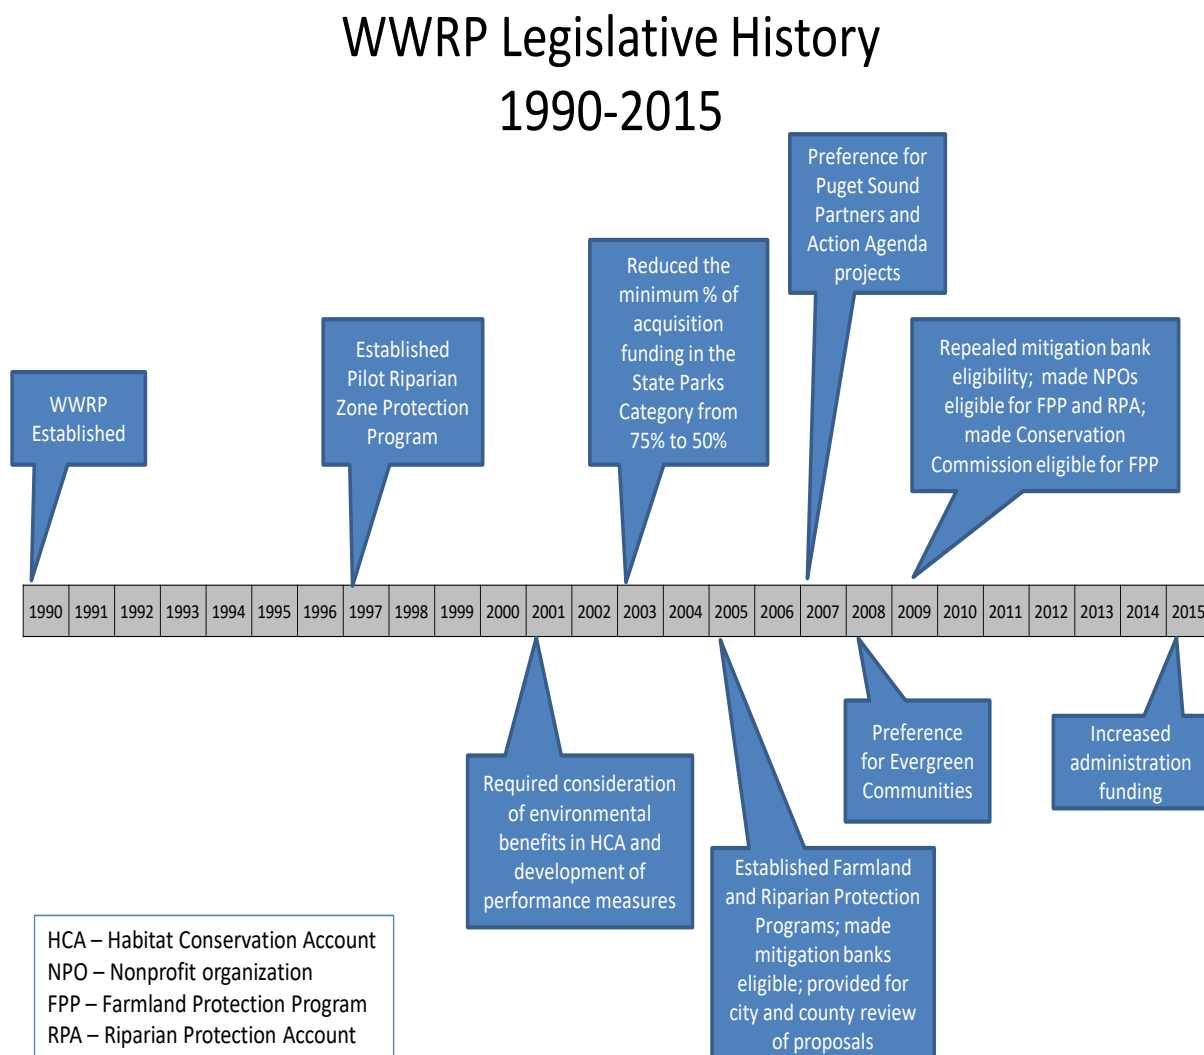 WWRP Legislative History
1990-2015
Preference for
Puget Sound
Partners and
Action Agenda
projects
Reduced the
minimum % of
acquisition
funding in the
State Parks
Category from
75% to 50%
Established
Pilot Riparian
Zone Protection
Program
Repealed mitigation bank
eligibility;  made NPOs
eligible for FPP and RPA;
made Conservation
Commission eligible for FPP
WWRP
Established
1990 1991 1992 1993 1994 1995 1996 1997 1998 1999 2000 2001 2002 2003 2004 2005 2006 2007 2008 2009 2010 2011 2012 2013 2014 2015
Required consideration
of environmental
benefits in HCA and
development of
performance measures
Established Farmland
and Riparian Protection
Programs; made
mitigation banks
eligible; provided for
city and county review
of proposals
Preference
for Evergreen
Communities
Increased
administration
funding
HCA – Habitat Conservation Account
NPO – Nonprofit organization
FPP – Farmland Protection Program
RPA – Riparian Protection Account